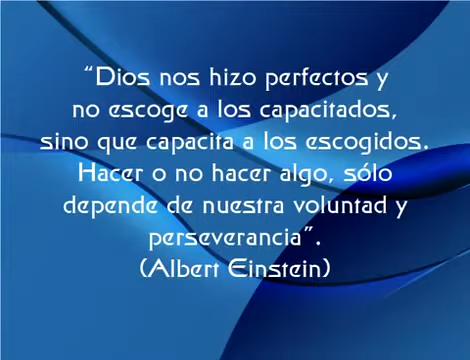 “Dios nos hizo perfectos y
no escoge a los capacitados,
sino que capacita a los escogidos.
Hacer o no hacer algo, sólo
depende de nuestra voluntad y
perseverancia”.
(Albert Einstein)